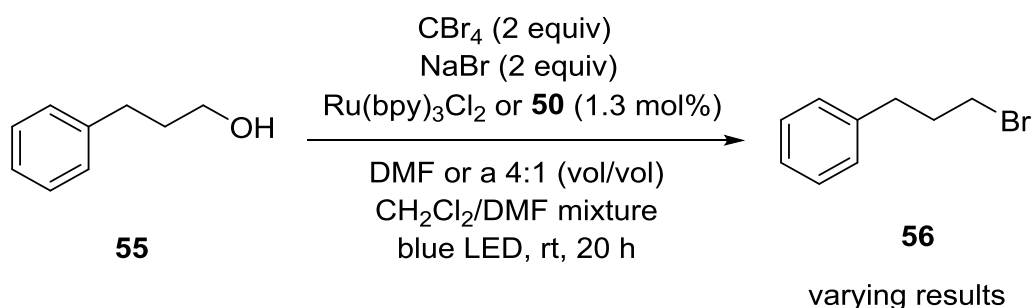 CBr₄ (2 equiv)
NaBr (2 equiv)
Ru(bpy)₃Cl₂ or 50 (1.3 mol%)
OH
Br
DMF or a 4:1 (vol/vol)
CH₂Cl₂/DMF mixture
blue LED, rt, 20 h
55
56
varying results